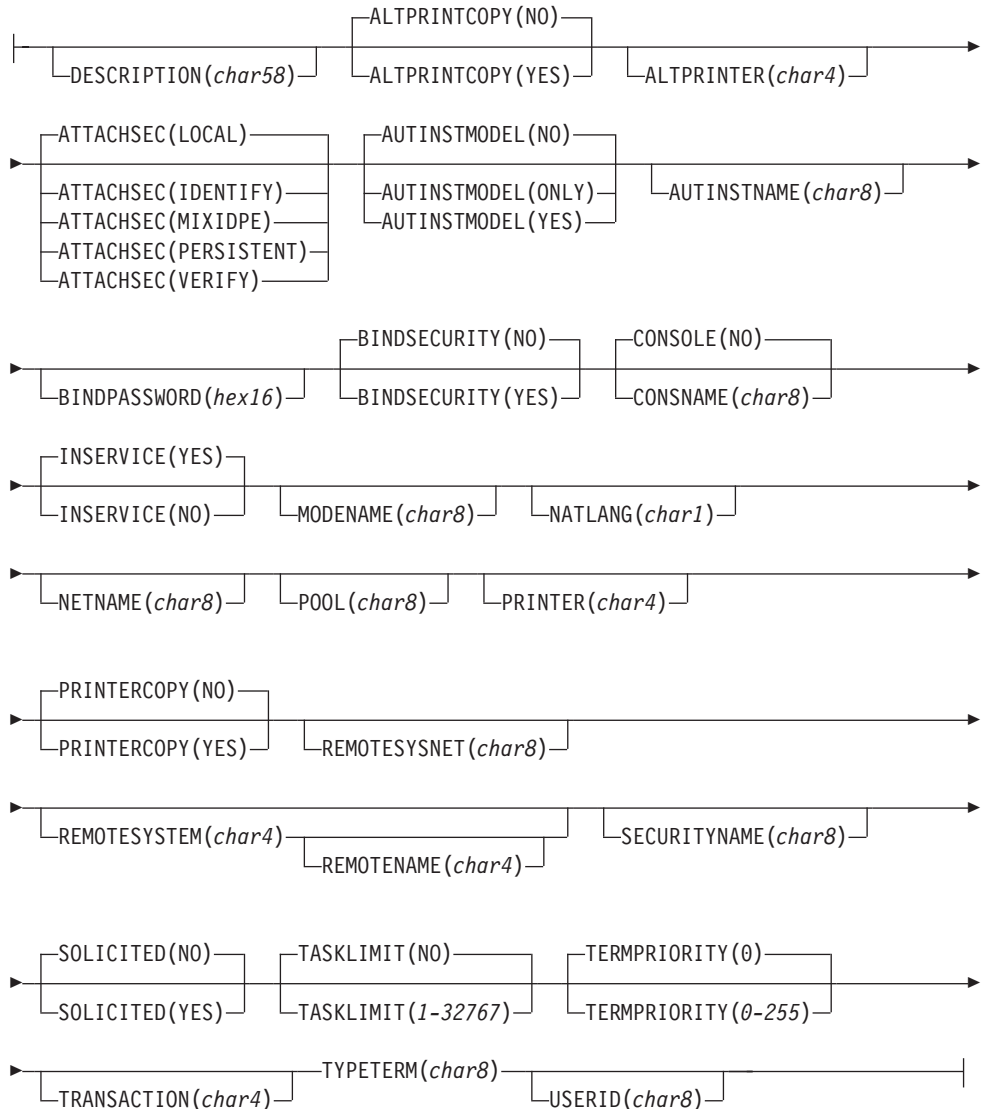 ALTPRINTCOPY(NO)
DESCRIPTION(char58) ALTPRINTCOPY(YES) ALTPRINTER(char4)
ATTACHSEC(LOCAL) AUTINSTMODEL(NO)
ATTACHSEC(IDENTIFY) AUTINSTMODEL(ONLY) AUTINSTNAME(char8)
ATTACHSEC(MIXIDPE) AUTINSTMODEL(YES)
ATTACHSEC(PERSISTENT)
ATTACHSEC(VERIFY)
BINDSECURITY(NO) CONSOLE(NO)
BINDPASSWORD(hex16) BINDSECURITY(YES) CONSNAME(char8)
INSERVICE(YES)
INSERVICE(NO) MODENAME(char8) NATLANG(char1)
NETNAME(char8) POOL(char8) PRINTER(char4)
PRINTERCOPY(NO)
PRINTERCOPY(YES) REMOTESYSNET(char8)
REMOTESYSTEM(char4) SECURITYNAME(char8)
REMOTENAME(char4)
SOLICITED(NO) TASKLIMIT(NO) TERMPRIORITY(0)
SOLICITED(YES) TASKLIMIT(1-32767) TERMPRIORITY(0-255)
TYPETERM(char8)
TRANSACTION(char4) USERID(char8)